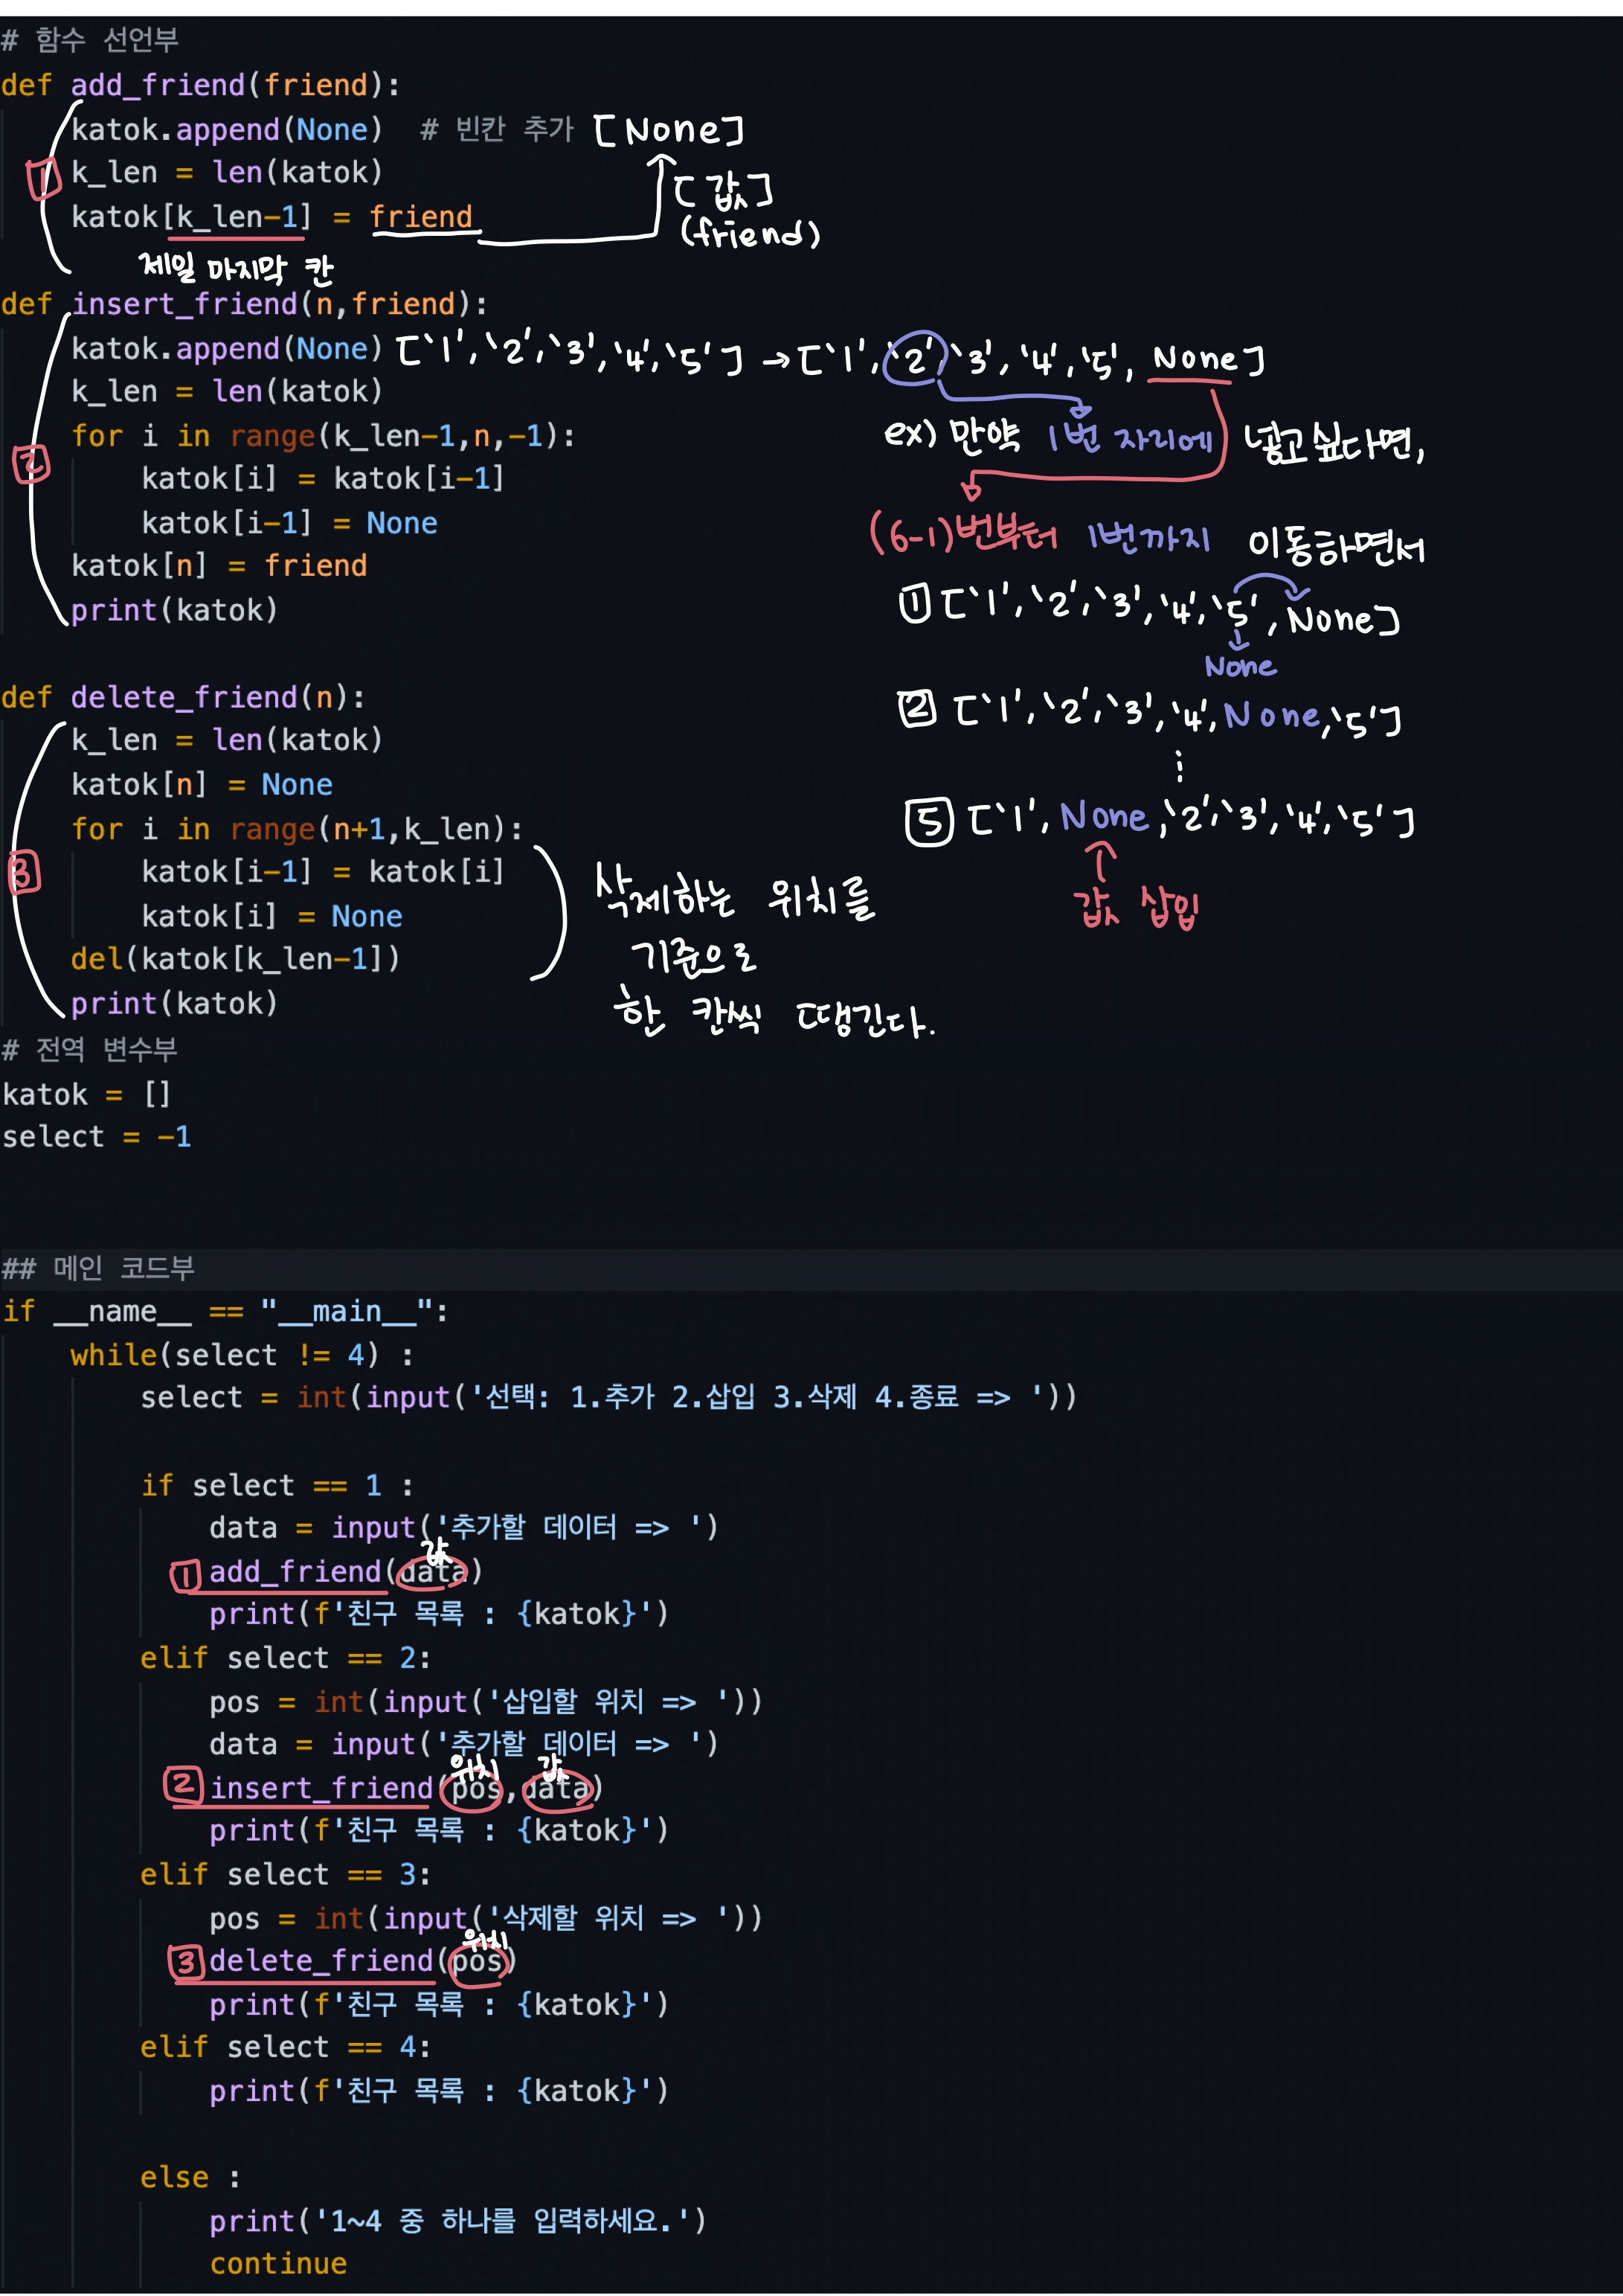 # 함수 선언부
def add_friend(friend):
katok.append(None)  # 빈칸 추가 [None]
1 k_len = len(katok) [값]
katok[k_len-1] = friend (friend)
제일 마지막 칸
def insert_friend(n,friend):
katok.append(None) ['1','2','3','4','5'] → ['1','2','3','4','5', None]
k_len = len(katok)
for i in range(k_len-1,n,-1): ex) 만약 1번 자리에 넣고싶다면,
2 katok[i] = katok[i-1]
katok[i-1] = None (6-1)번부터 1번까지 이동하면서
katok[n] = friend
print(katok) 1 ['1','2','3','4','5',None]
None
def delete_friend(n): 2 ['1','2','3','4',None,'5']
k_len = len(katok)
katok[n] = None
for i in range(n+1,k_len): 5 ['1',None,'2','3','4','5']
3 katok[i-1] = katok[i] 삭제하는 위치를 값 삽입
katok[i] = None
del(katok[k_len-1]) 기준으로
print(katok) 한 칸씩 땡긴다.
# 전역 변수부
katok = []
select = -1
## 메인 코드부
if __name__ == "__main__":
while(select != 4) :
select = int(input('선택: 1.추가 2.삽입 3.삭제 4.종료 => '))
if select == 1 :
data = input('추가할 데이터 => ')
값
1 add_friend(data)
print(f'친구 목록 : {katok}')
elif select == 2:
pos = int(input('삽입할 위치 => '))
data = input('추가할 데이터 => ')
위치 값
2 insert_friend(pos,data)
print(f'친구 목록 : {katok}')
elif select == 3:
pos = int(input('삭제할 위치 => '))
위치
3 delete_friend(pos)
print(f'친구 목록 : {katok}')
elif select == 4:
print(f'친구 목록 : {katok}')
else :
print('1~4 중 하나를 입력하세요.')
continue